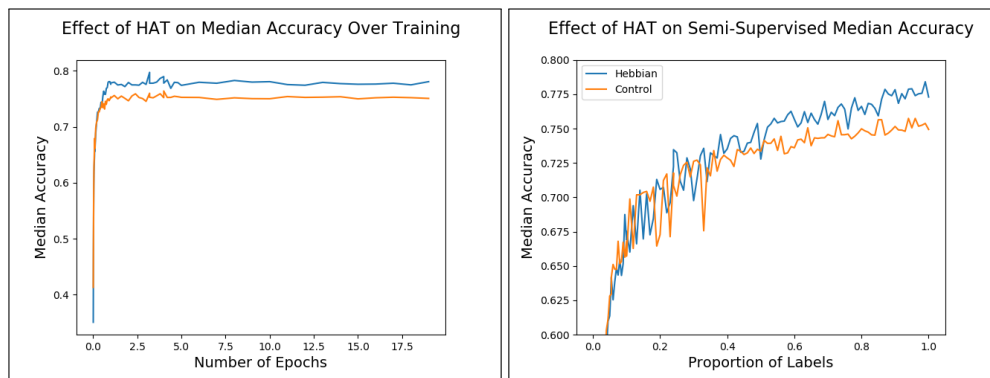 Effect of HAT on Median Accuracy Over Training
0.8
0.7
0.6
0.5
0.4
Median Accuracy
0.0 2.5 5.0 7.5 10.0 12.5 15.0 17.5
Number of Epochs
Effect of HAT on Semi-Supervised Median Accuracy
Hebbian
Control
0.800
0.775
0.750
0.725
0.700
0.675
0.650
0.625
0.600
Median Accuracy
0.0 0.2 0.4 0.6 0.8 1.0
Proportion of Labels